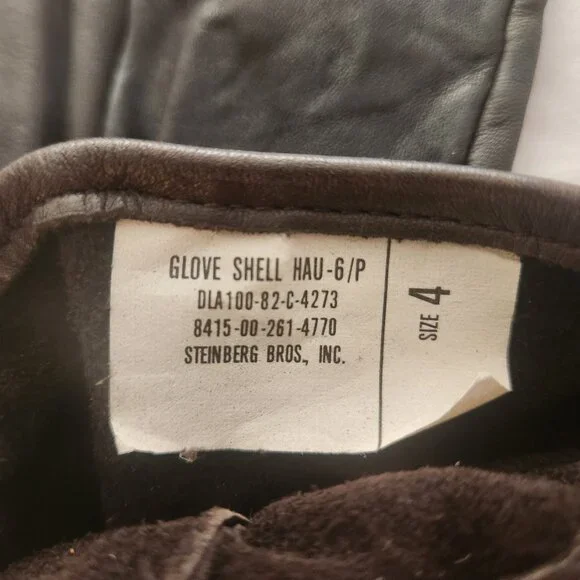 GLOVE SHELL HAU-6/P
DLA100-82-C-4273
8415-00-261-4770
STEINBERG BROS., INC.
SIZE 4